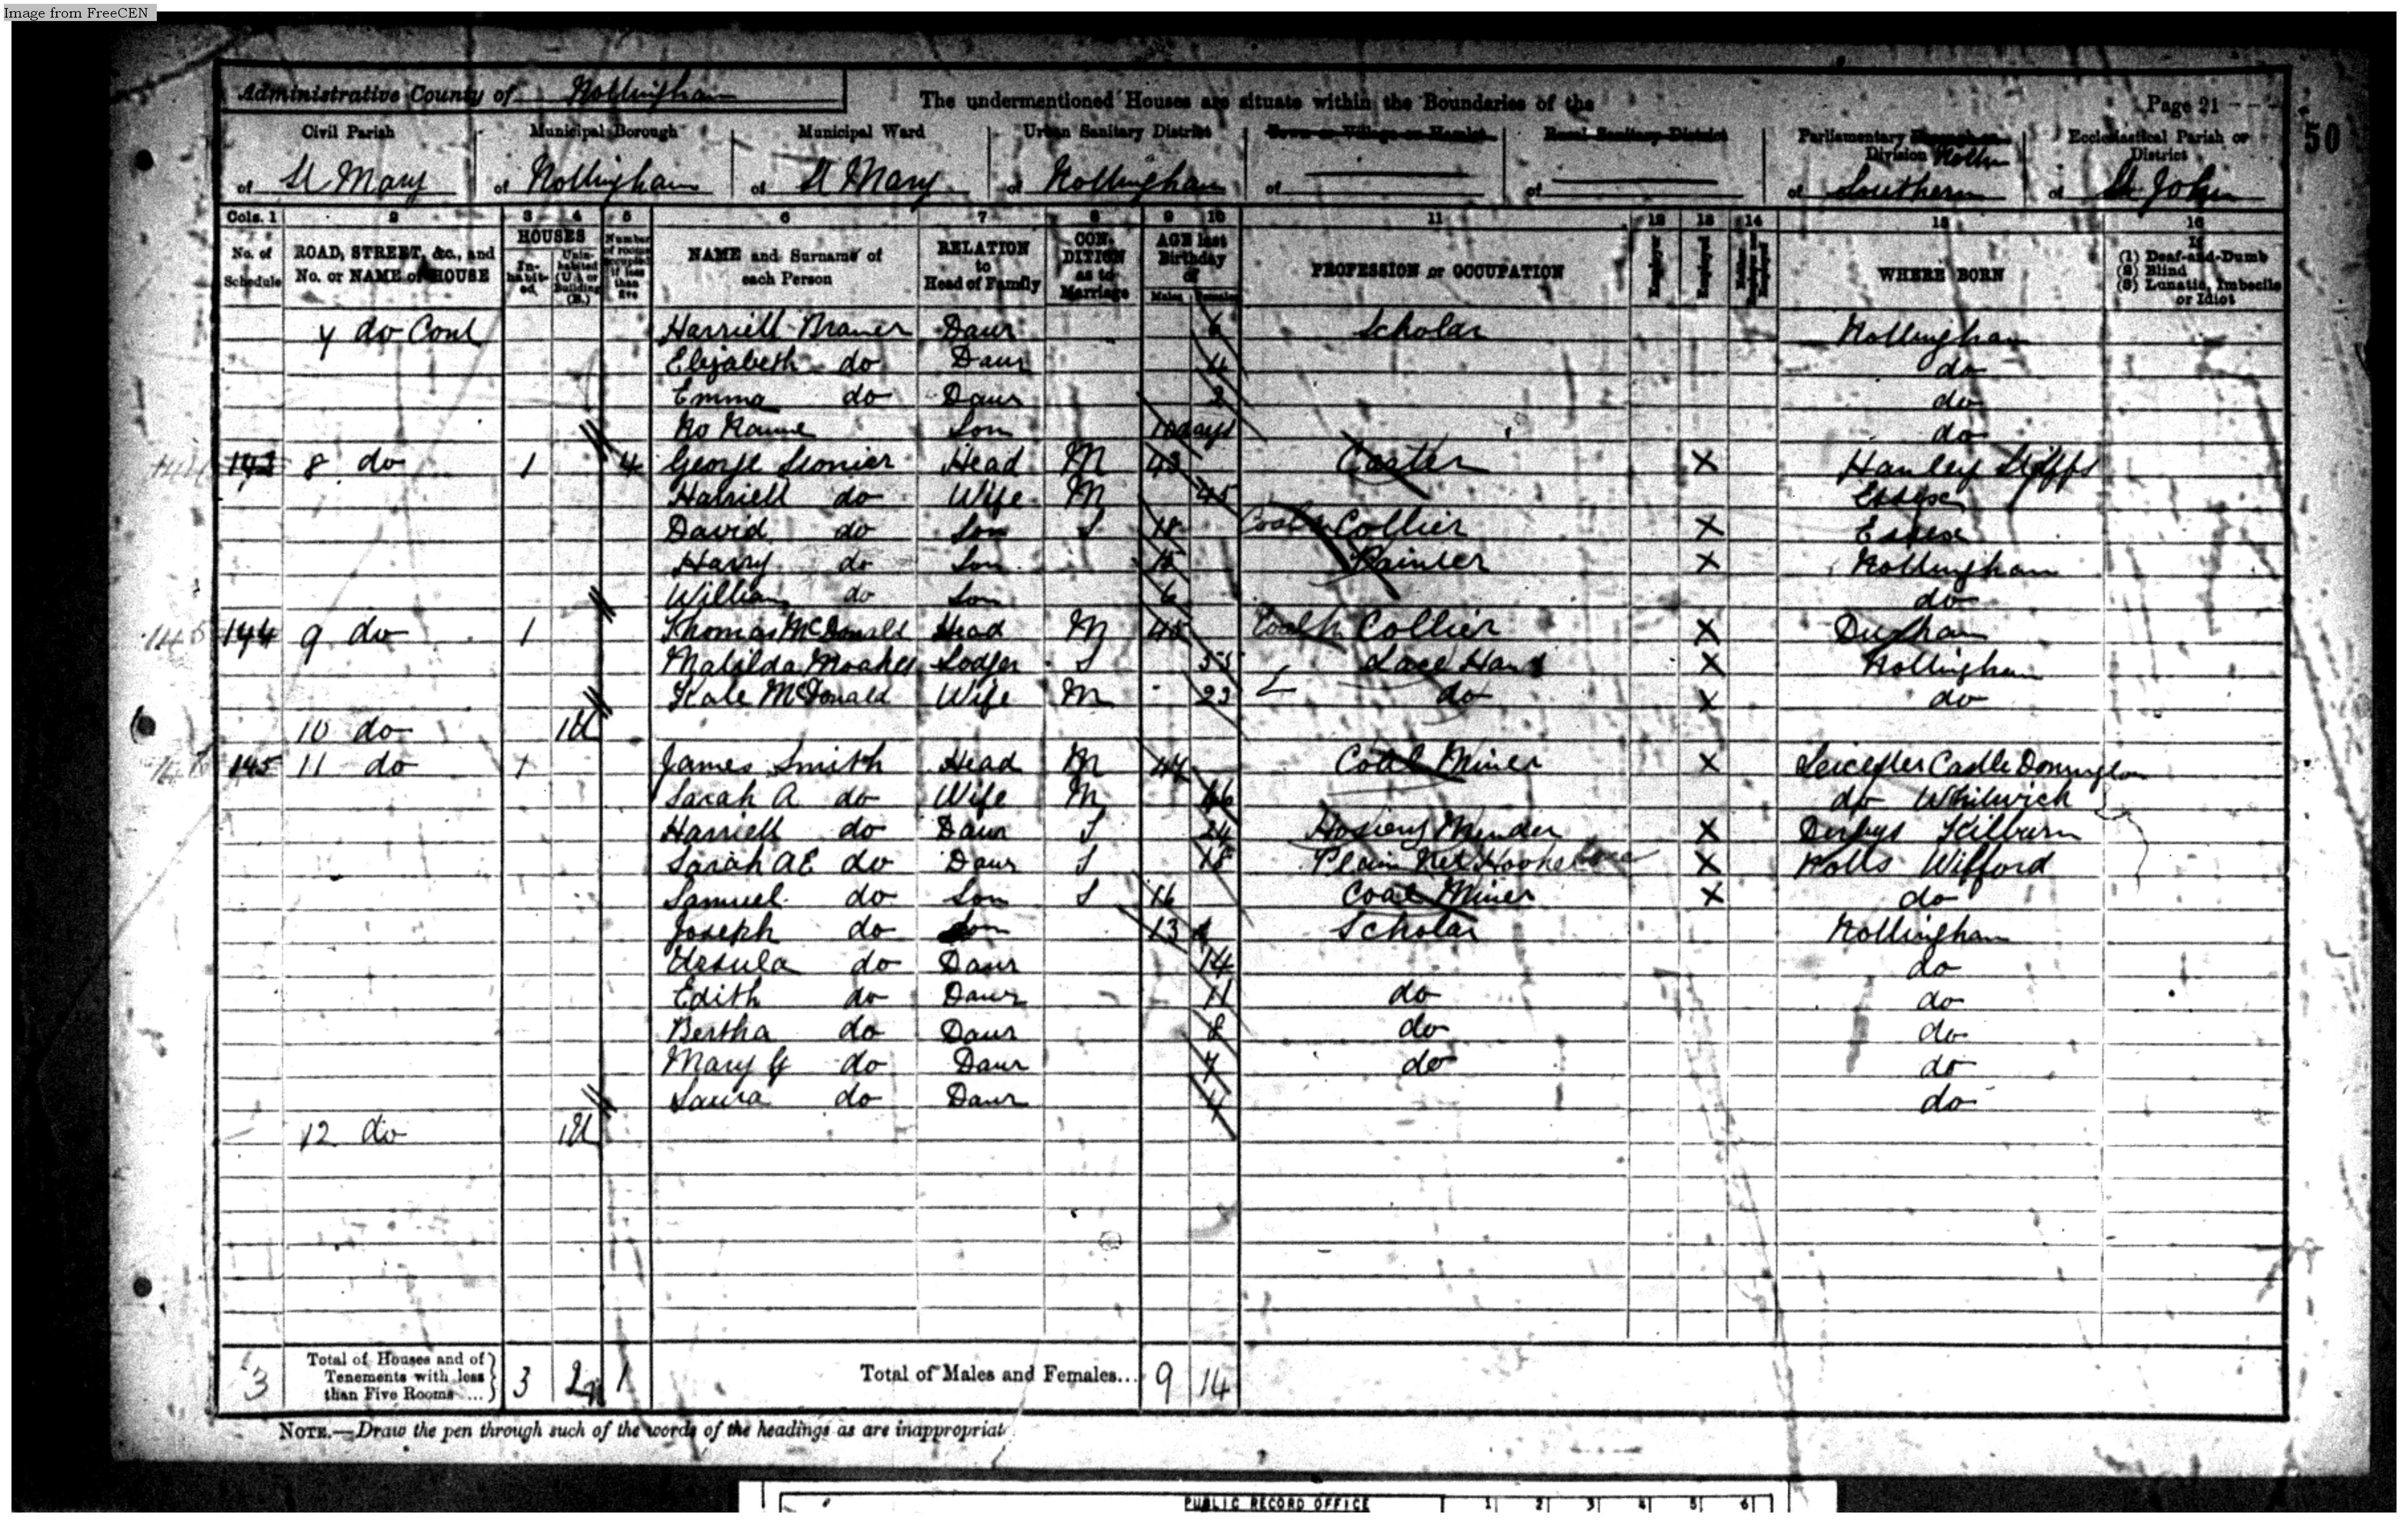 Image from FreeCEN
Administrative County of Nottingham
The undermentioned Houses are situate within the Boundaries of the
Page 21
50
Civil Parish Municipal Borough Municipal Ward Urban Sanitary District Town or Village or Hamlet Rural Sanitary District Parliamentary Division Ecclesiastical Parish or District
of St Mary of Nottingham of St Mary of Nottingham of of of Southern of St John
Cols. 1 2 3 4 5 6 7 8 9 10 11 12 13 14 15 16
No. of Schedule ROAD, STREET, &c., and No. or NAME of HOUSE HOUSES In-habit-ed Unin-habited (U.) or Building (B.) Number of rooms occupied if less than five NAME and Surname of each Person RELATION to Head of Family CON-DITION as to Marriage AGE last Birthday of Males Females PROFESSION or OCCUPATION Employer Employed Neither Employer nor Employed WHERE BORN If (1) Deaf-and-Dumb (2) Blind (3) Lunatic, Imbecile or Idiot
7 do Cont Harriett Daur 6 Scholar Nottingham
Elizabeth do Daur 4 do
Emma do Daur 2 do
No Name Son 10 days do
143 8 do 1 4 George Head M 43 X Hanley Staffs
Harriett do Wife M 45 Essex
David do Son S 18 Coal Collier X Essex
Harry do Son Printer X Nottingham
William do Son 6 do
144 9 do 1 Thomas McDonald Head M 40 Coal Collier X Durham
Matilda Noakes Lodger S 55 Lace Hand X Nottingham
Kate McDonald Wife M 23 do X do
10 do 1U
145 11 do 1 James Smith Head M 44 Coal Miner X Leicester Castle Donington
Sarah A do Wife M do Whitwick
Harriett do Daur S 24 Hosiery Mender X Derbys Kilburn
Sarah AE do Daur S 18 Plain Net X Notts Wilford
Samuel do Son S 16 Coal Miner X do
Joseph do Son 13 Scholar Nottingham
Ursula do Daur 14 do
Edith do Daur 11 do do
Bertha do Daur 8 do do
Mary G do Daur 7 do do
Laura do Daur 4 do
12 do 1U
3 Total of Houses and of Tenements with less than Five Rooms ... 3 2 1 Total of Males and Females... 9 14
NOTE.—Draw the pen through such of the words of the headings as are inappropriate.
PUBLIC RECORD OFFICE 1 2 3 4 5 6